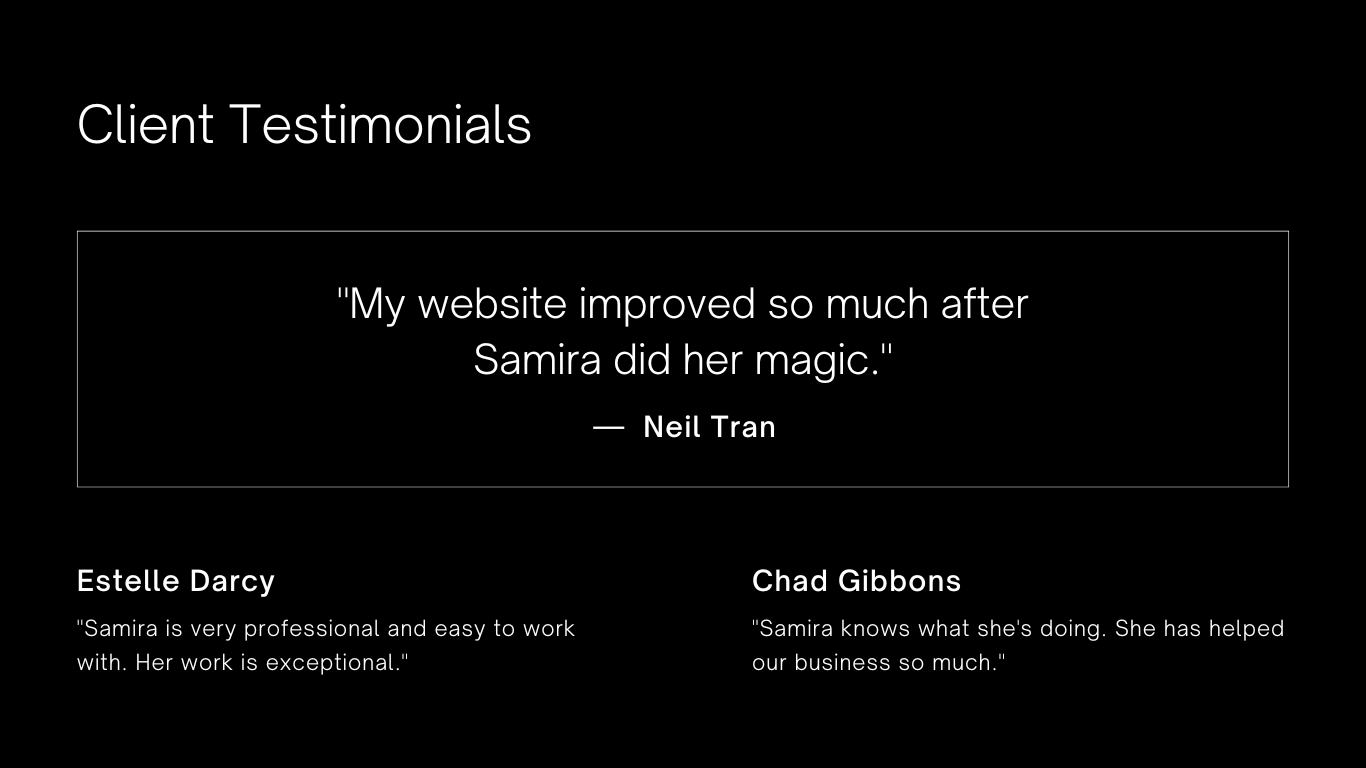 Client Testimonials
"My website improved so much after
Samira did her magic."
— Neil Tran
Estelle Darcy
"Samira is very professional and easy to work
with. Her work is exceptional."
Chad Gibbons
"Samira knows what she's doing. She has helped
our business so much."